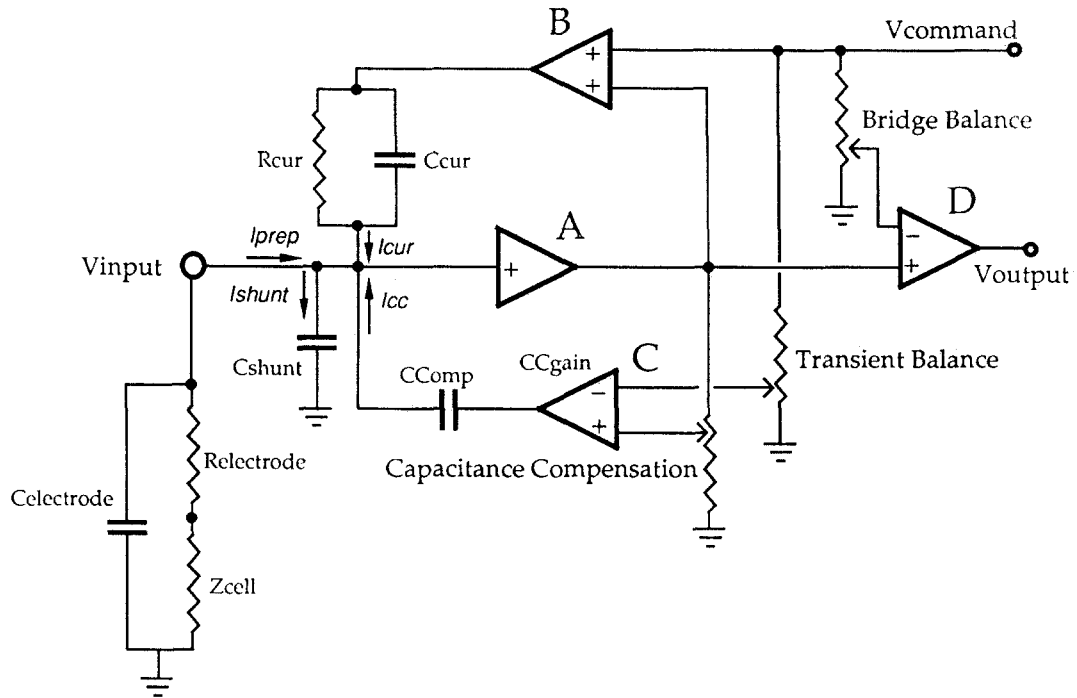 B
Vcommand
+
+
Bridge Balance
Rcur
Ccur
D
A
Iprep
Icur
−
Vinput
+
+
Voutput
Ishunt
Icc
Cshunt
CCgain
C
Transient Balance
CComp
−
+
Capacitance Compensation
Relectrode
Celectrode
Zcell